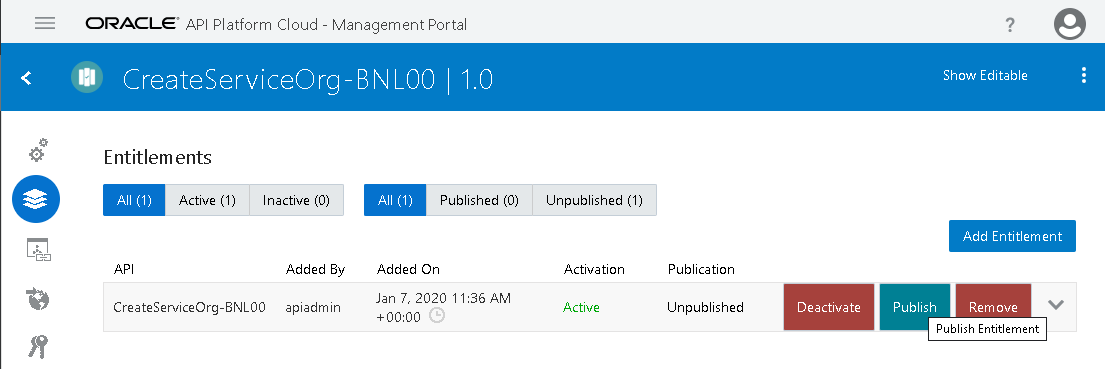 ORACLE® API Platform Cloud - Management Portal ?
CreateServiceOrg-BNL00 | 1.0 Show Editable
Entitlements
All (1) Active (1) Inactive (0) All (1) Published (0) Unpublished (1)
Add Entitlement
API Added By Added On Activation Publication
CreateServiceOrg-BNL00 apiadmin Jan 7, 2020 11:36 AM +00:00 Active Unpublished Deactivate Publish Remove
Publish Entitlement